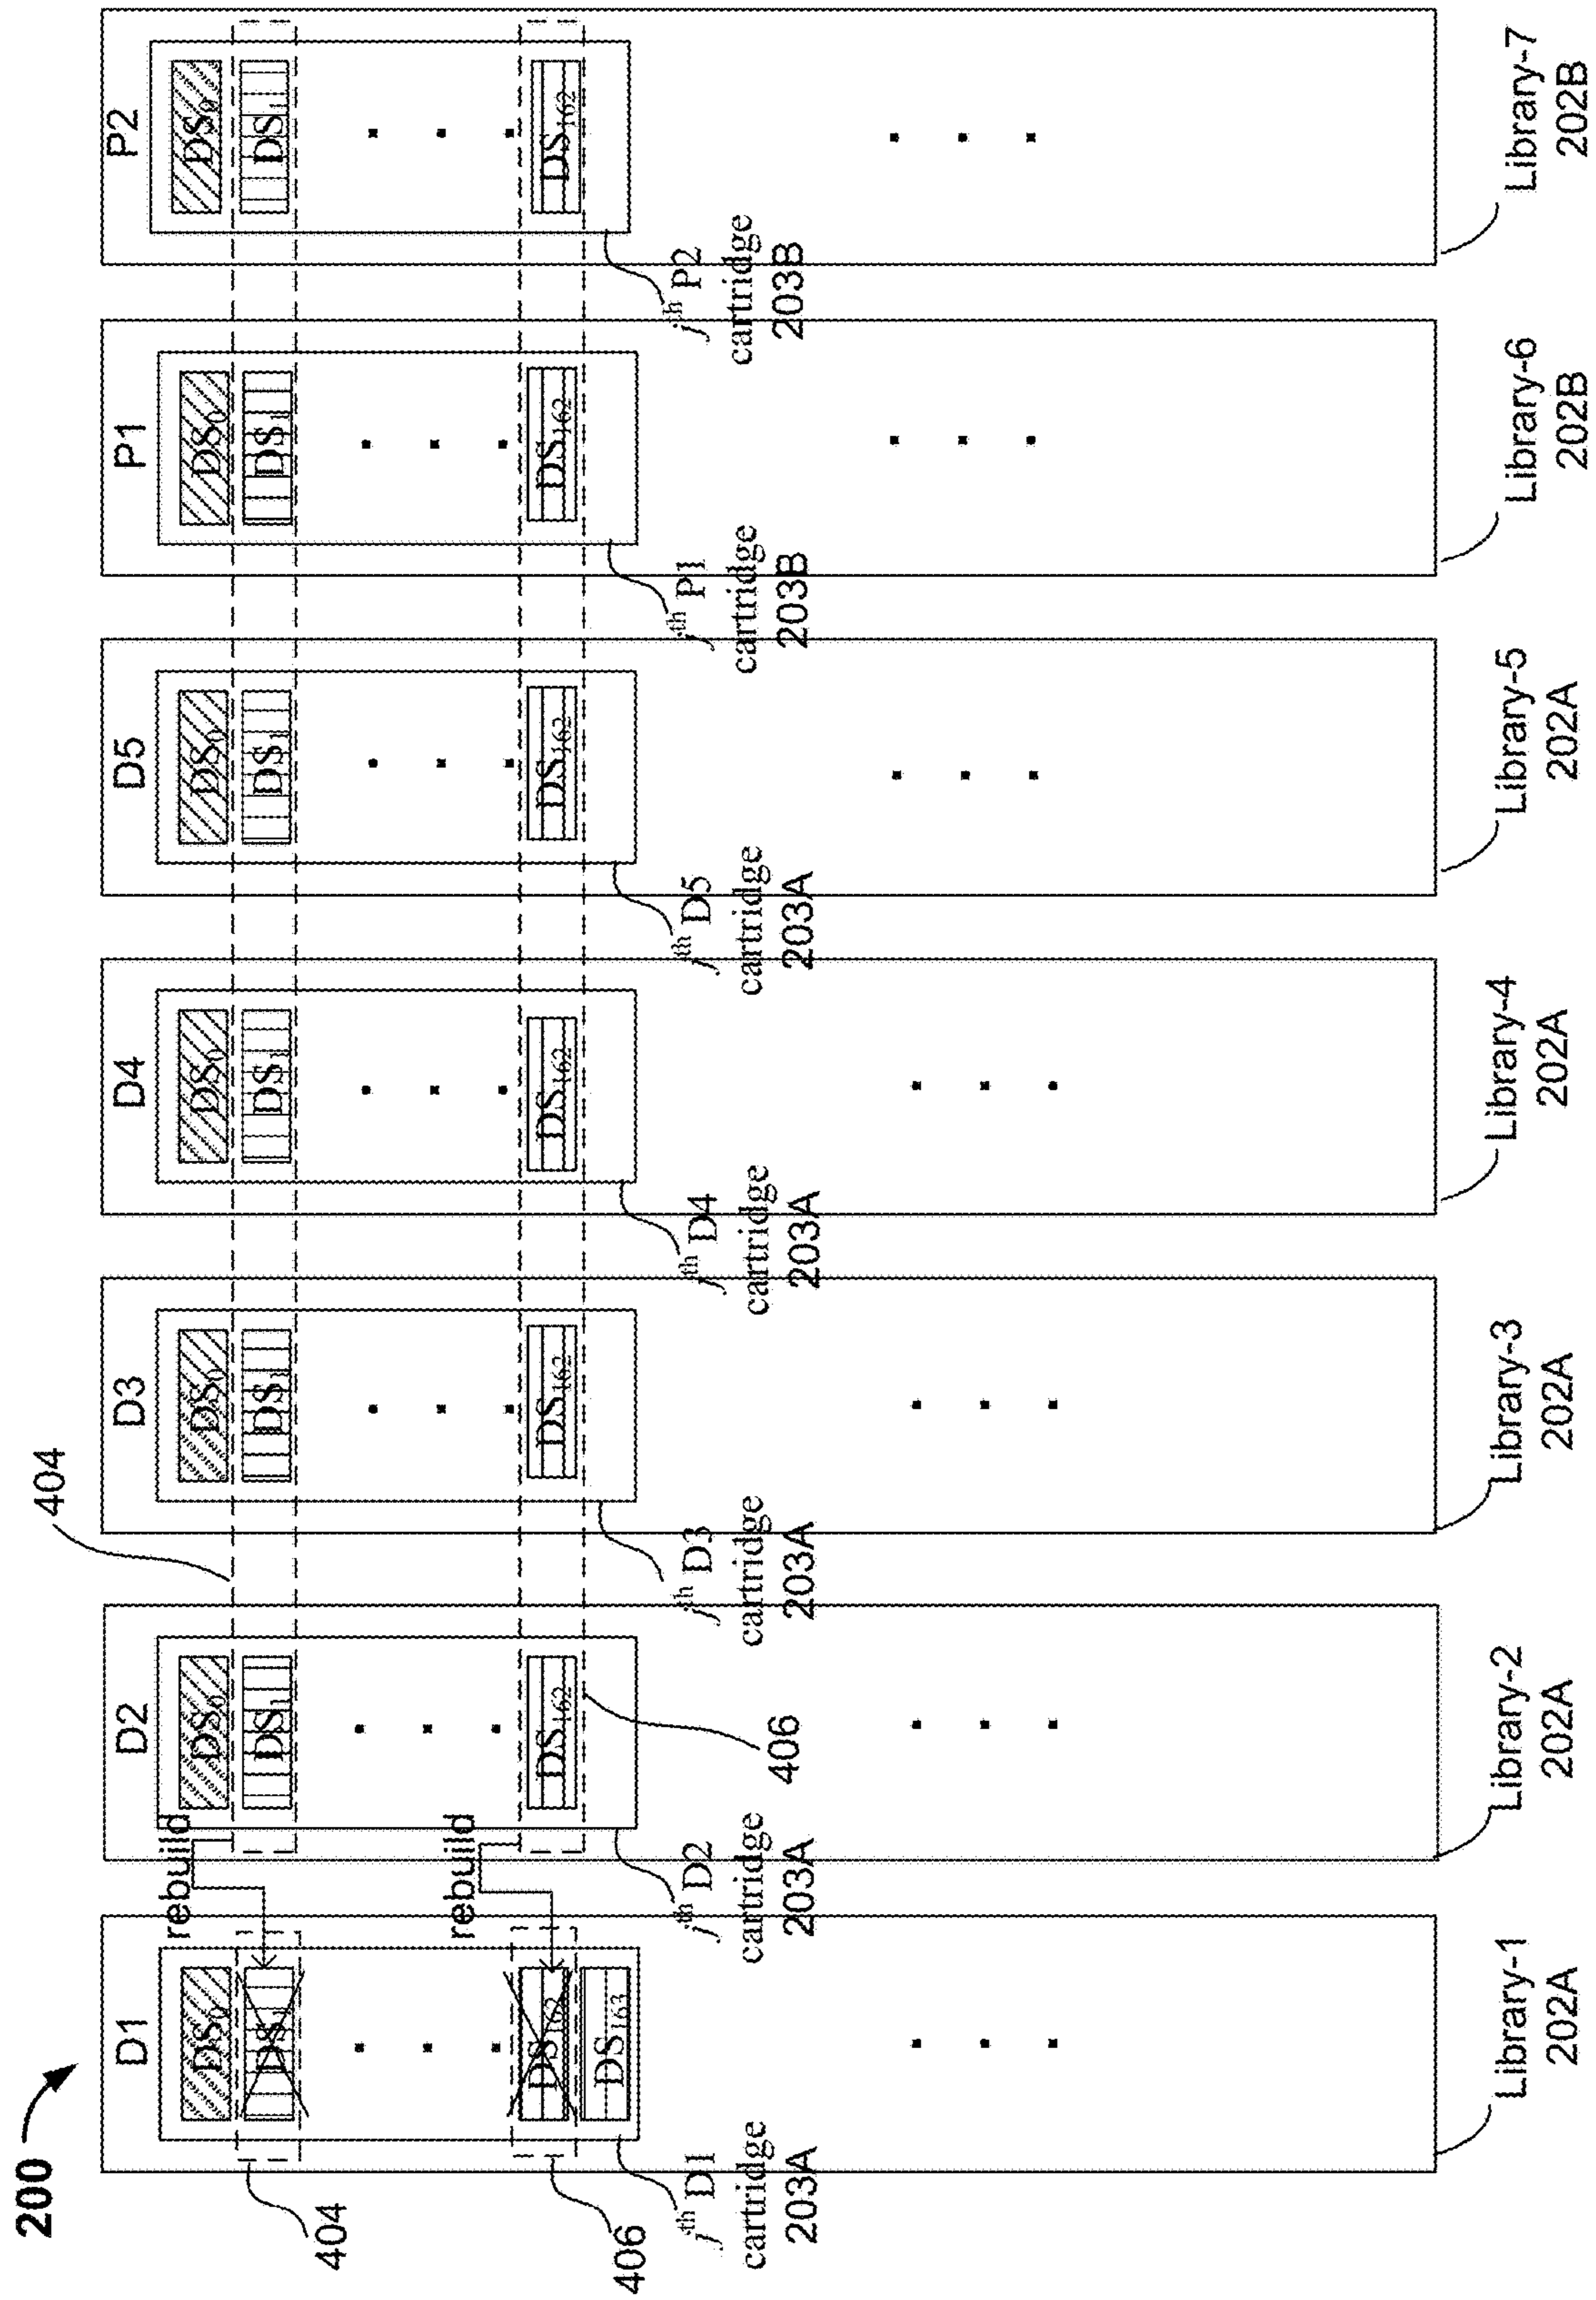 200
D1
D2
D3
D4
D5
P1
P2
404
DS0
DS0
DS0
DS0
DS0
DS0
DS0
rebuild
DS1
DS1
DS1
DS1
DS1
DS1
DS1
404
rebuild
DS162
DS162
DS162
DS162
DS162
DS162
DS162
DS163
406
406
jth D1
cartridge
203A
jth D2
cartridge
203A
jth D3
cartridge
203A
jth D4
cartridge
203A
jth D5
cartridge
203A
jth P1
cartridge
203B
jth P2
cartridge
203B
Library-1
202A
Library-2
202A
Library-3
202A
Library-4
202A
Library-5
202A
Library-6
202B
Library-7
202B